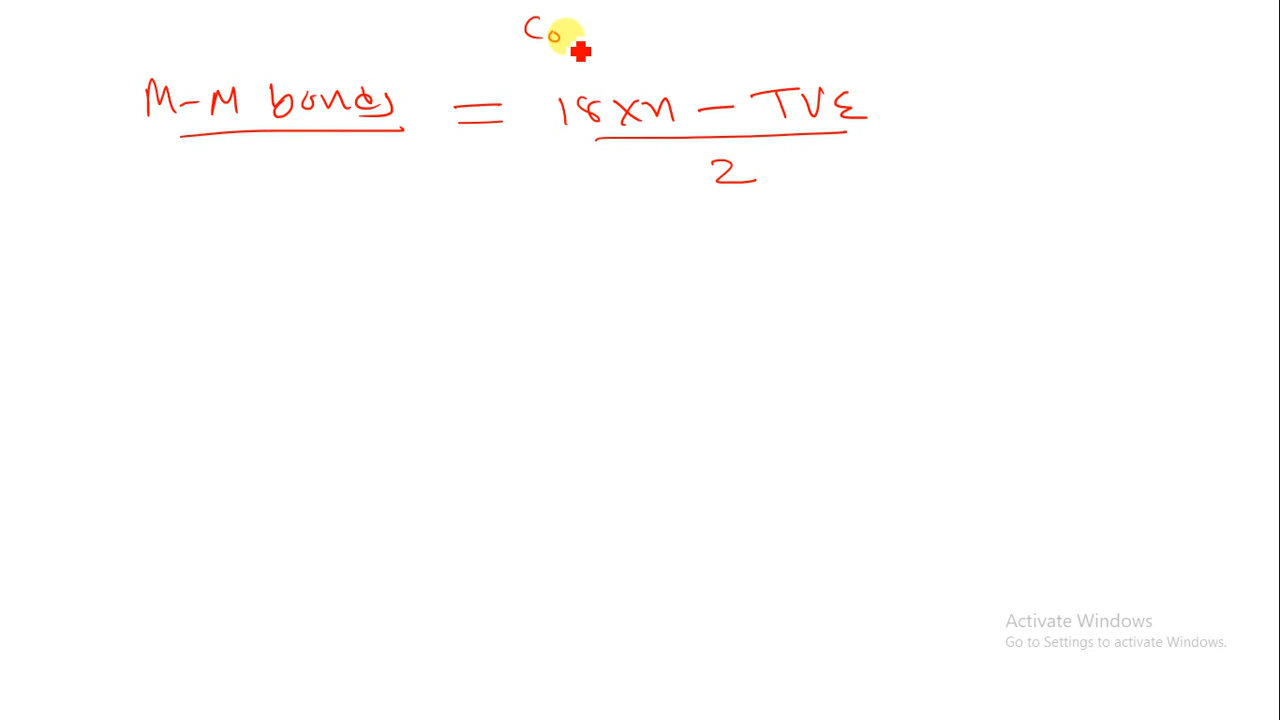 Co
M-M bonds = 18xn - TVE
2
Activate Windows
Go to Settings to activate Windows.